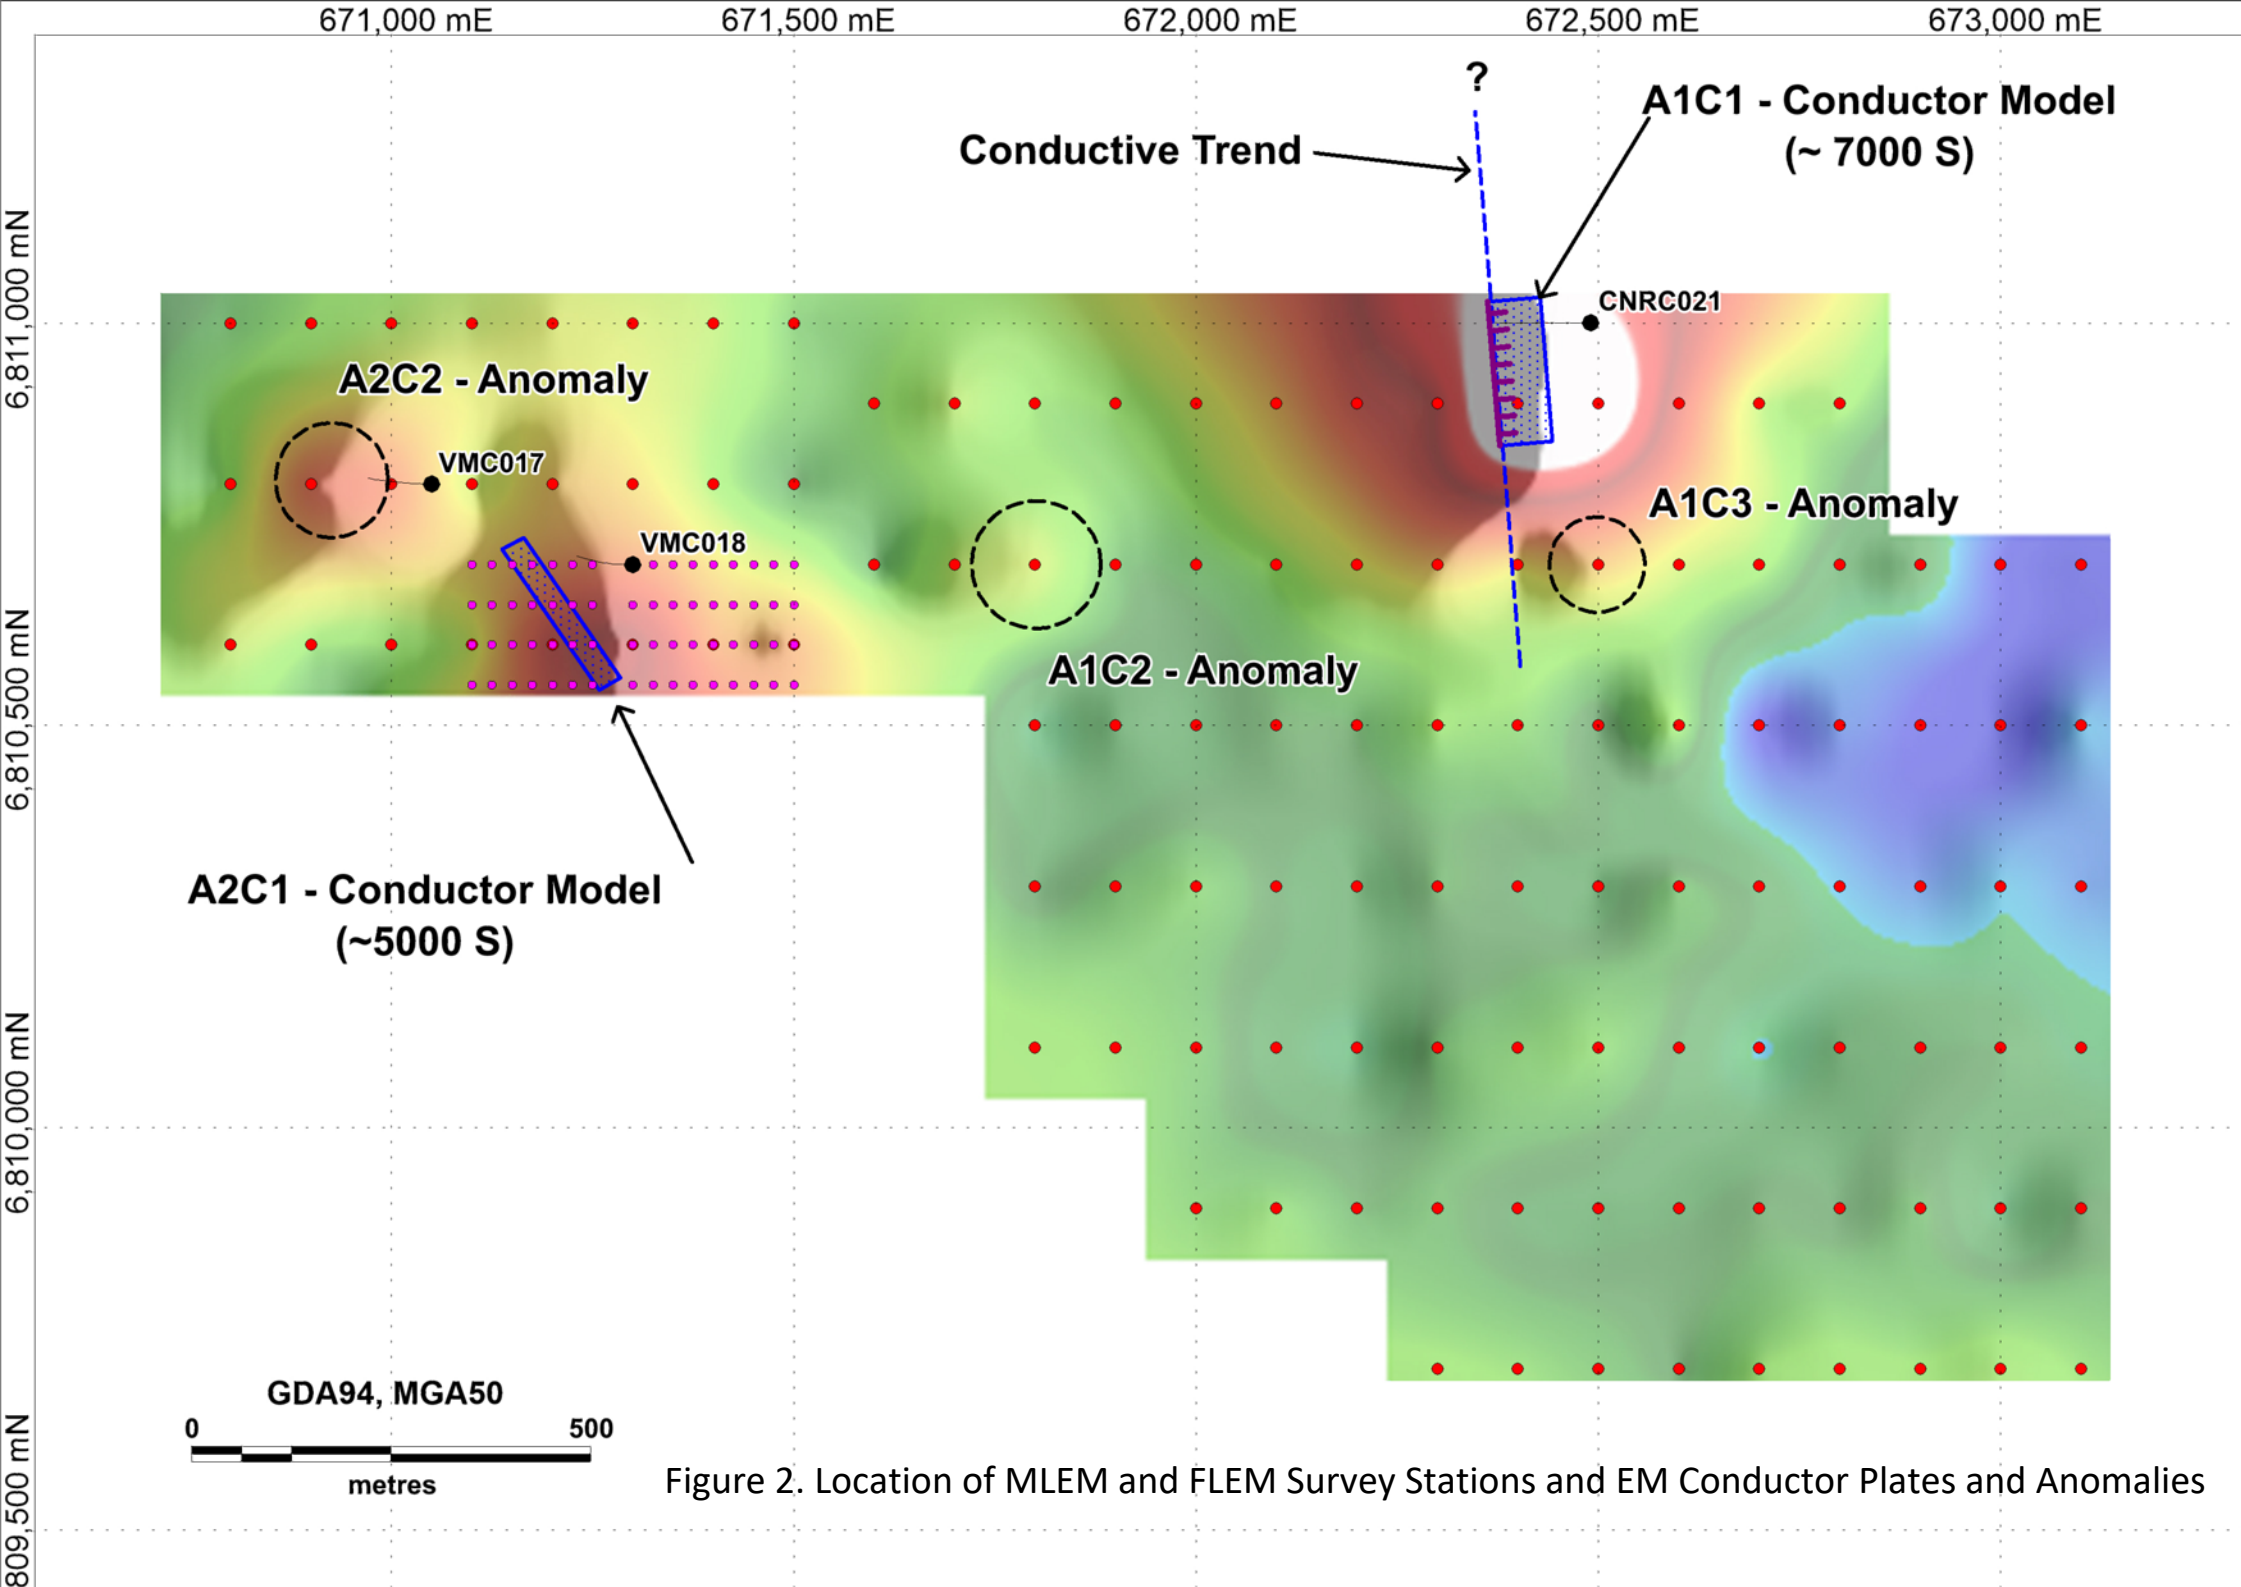 671,000 mE
671,500 mE
672,000 mE
672,500 mE
673,000 mE
?
A1C1 - Conductor Model
(~ 7000 S)
Conductive Trend
6,811,000 mN
CNRC021
A2C2 - Anomaly
VMC017
A1C3 - Anomaly
VMC018
6,810,500 mN
A1C2 - Anomaly
A2C1 - Conductor Model
(~5000 S)
6,810,000 mN
GDA94, MGA50
0 500
metres
Figure 2. Location of MLEM and FLEM Survey Stations and EM Conductor Plates and Anomalies
809,500 mN